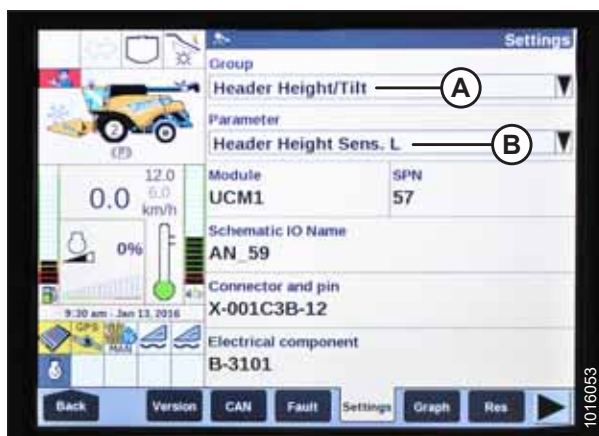 Settings
Group
Header Height/Tilt
A
Parameter
Header Height Sens. L
B
2
(P)
12.0
6.0
0.0
km/h
0%
Module
UCM1
SPN
57
Schematic IO Name
AN_59
Connector and pin
X-001C3B-12
9:30 am - Jan 13, 2016
GPS
MAN
Electrical component
B-3101
Back
Version
CAN
Fault
Settings
Graph
Res
1016053